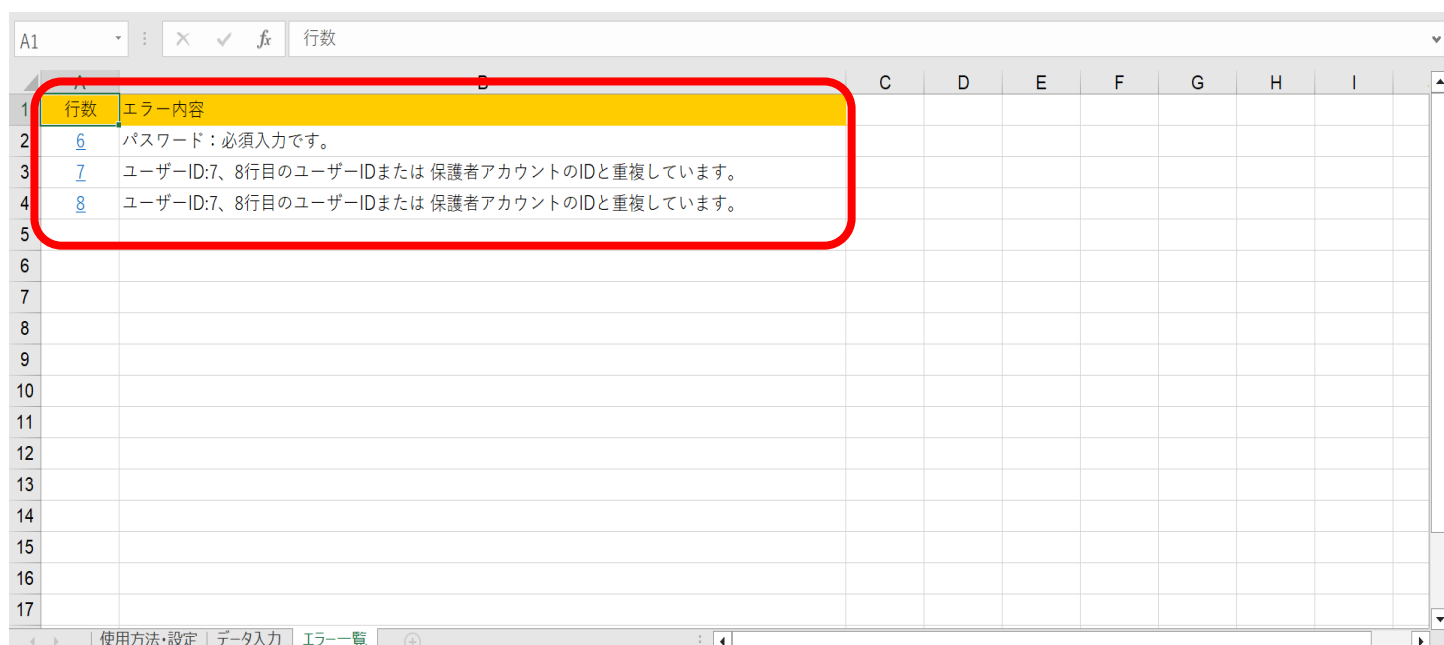 A1 fx 行数
A B C D E F G H I
1 行数 エラー内容
2 6 パスワード：必須入力です。
3 7 ユーザーID:7、8行目のユーザーIDまたは 保護者アカウントのIDと重複しています。
4 8 ユーザーID:7、8行目のユーザーIDまたは 保護者アカウントのIDと重複しています。
5
6
7
8
9
10
11
12
13
14
15
16
17
使用方法・設定 データ入力 エラー一覧